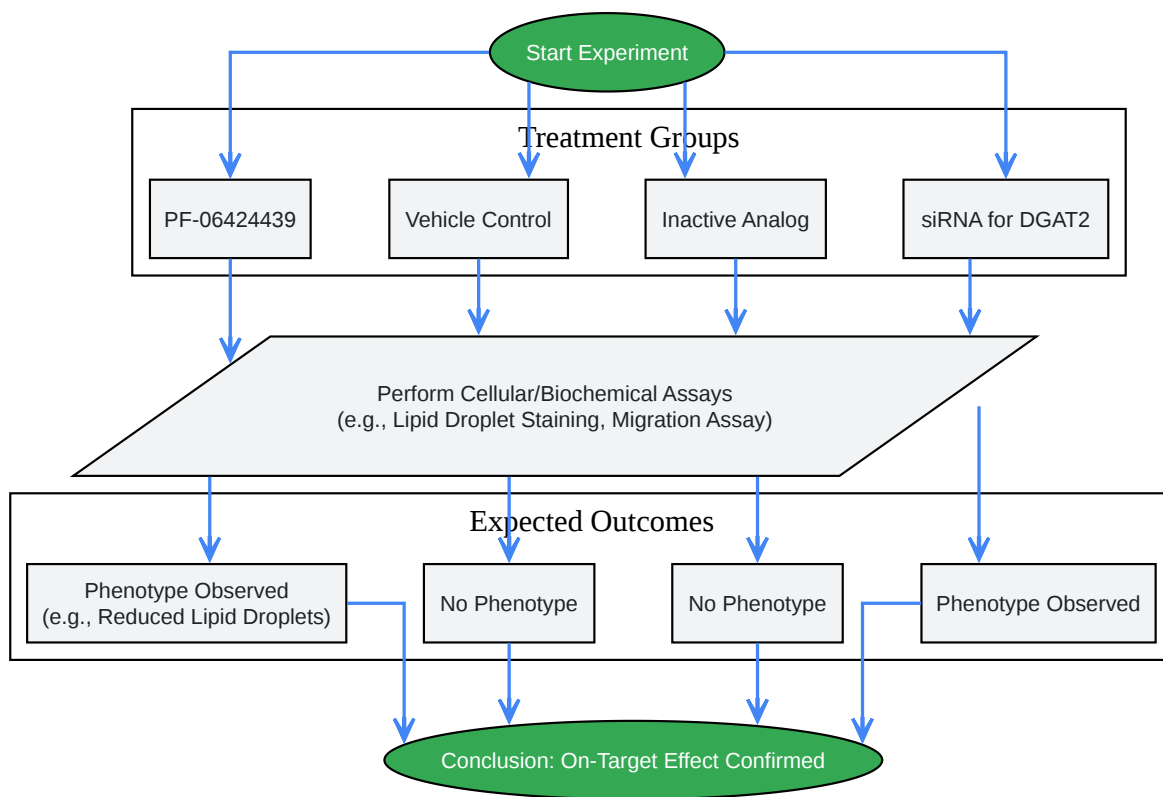 Start Experiment
Treatment Groups
PF-06424439
Vehicle Control
Inactive Analog
siRNA for DGAT2
Perform Cellular/Biochemical Assays
(e.g., Lipid Droplet Staining, Migration Assay)
Expected Outcomes
Phenotype Observed
(e.g., Reduced Lipid Droplets)
No Phenotype
No Phenotype
Phenotype Observed
Conclusion: On-Target Effect Confirmed